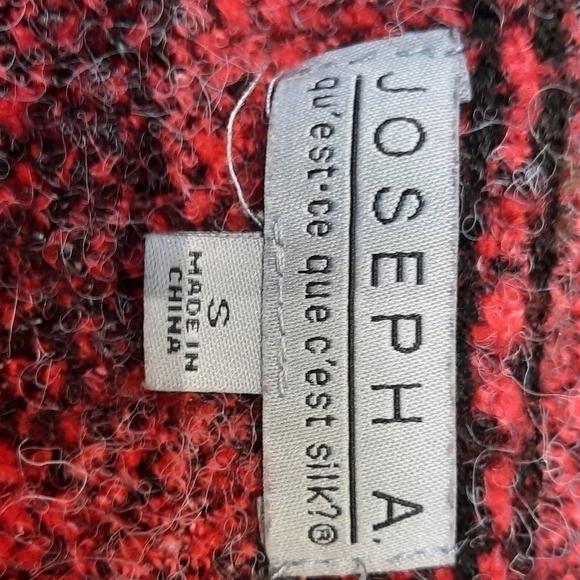 JOSEPH A.
qu'est-ce que c'est silk?®
S
MADE IN
CHINA